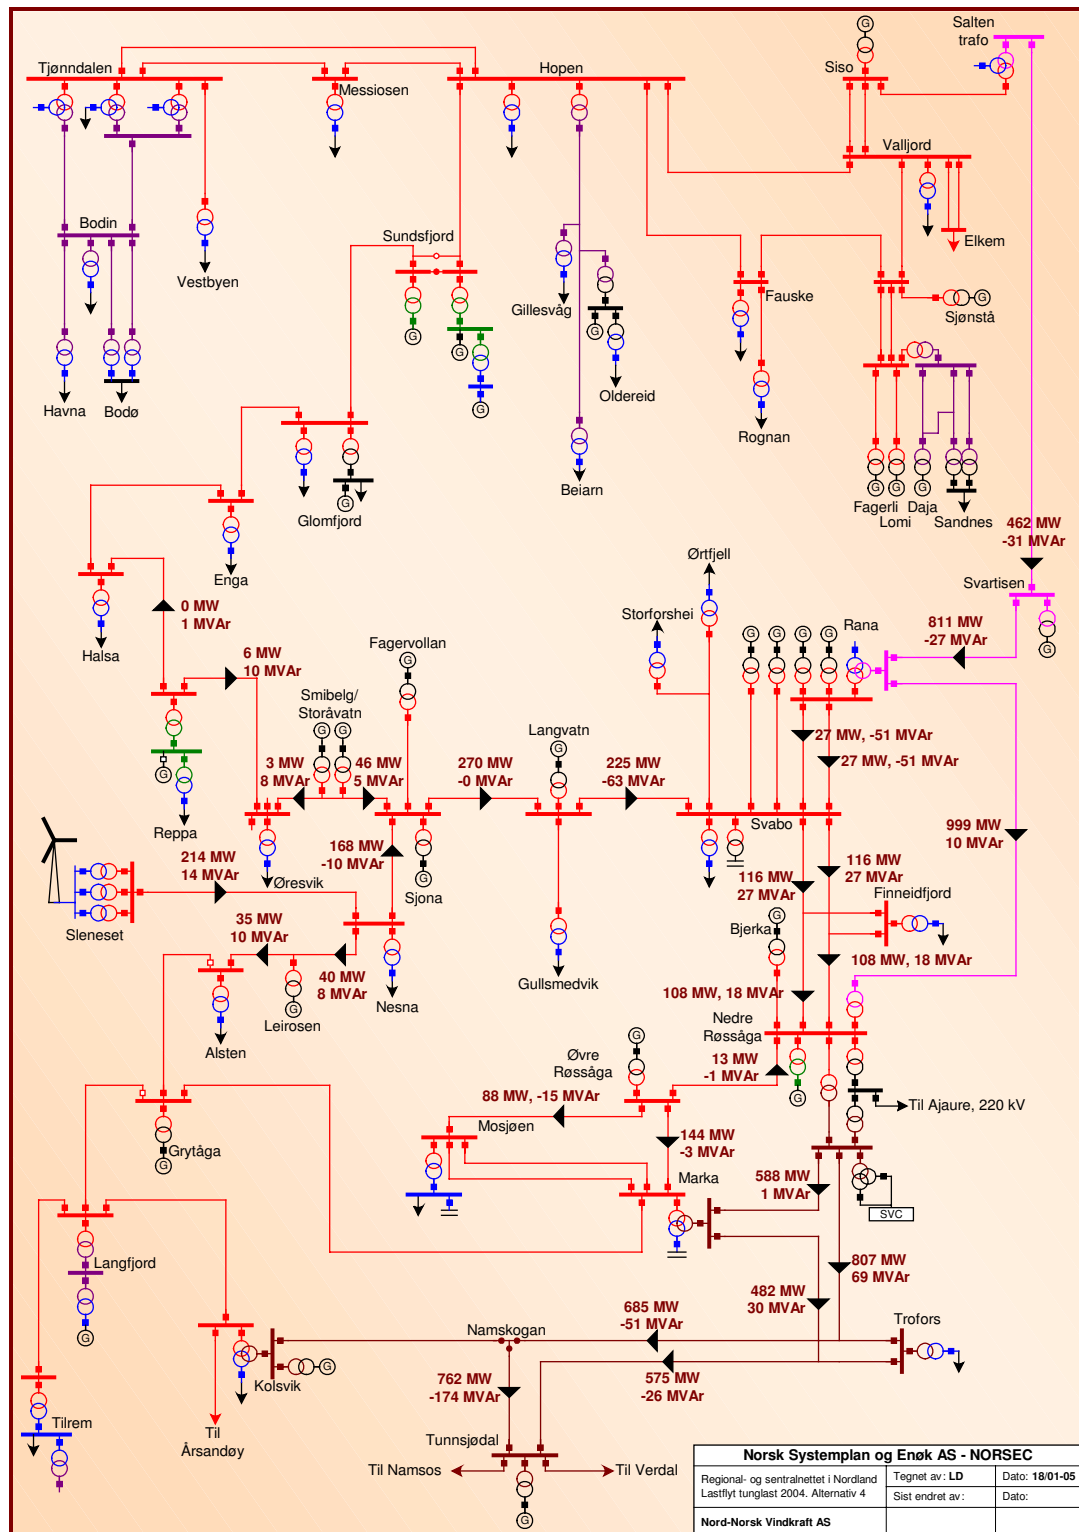 G
Salten
trafo
Tjønndalen
Messiosen
Hopen
Siso
Valljord
Bodin
Vestbyen
Sundsfjord
Elkem
Gillesvåg
Fauske
G
Sjønstå
G
G
G
Oldereid
G
Havna
Bodø
Rognan
Beiarn
G
Glomfjord
G
G
G
Fagerli
Lomi
Daja
Sandnes
462 MW
-31 MVAr
Ørtfjell
Enga
Svartisen
Storforshei
Rana
811 MW
-27 MVAr
0 MW
1 MVAr
Halsa
Fagervollan
G
G
G
G
G
G
6 MW
10 MVAr
Smibelg/
Storåvatn
G
G
Langvatn
G
27 MW, -51 MVAr
27 MW, -51 MVAr
3 MW
8 MVAr
46 MW
5 MVAr
270 MW
-0 MVAr
225 MW
-63 MVAr
G
Reppa
Svabo
999 MW
10 MVAr
168 MW
-10 MVAr
214 MW
14 MVAr
Øresvik
Sjona
G
116 MW
27 MVAr
116 MW
27 MVAr
Finneidfjord
Sleneset
35 MW
10 MVAr
Bjerka
G
40 MW
8 MVAr
Nesna
Gullsmedvik
108 MW, 18 MVAr
108 MW, 18 MVAr
Leirosen
G
Alsten
Nedre
Røssåga
G
Øvre
Røssåga
13 MW
-1 MVAr
G
88 MW, -15 MVAr
Til Ajaure, 220 kV
Mosjøen
144 MW
-3 MVAr
Grytåga
G
Marka
588 MW
1 MVAr
SVC
Langfjord
807 MW
69 MVAr
482 MW
30 MVAr
G
685 MW
-51 MVAr
Namskogan
Trofors
G
Kolsvik
762 MW
-174 MVAr
575 MW
-26 MVAr
Tilrem
Til
Årsandøy
Tunnsjødal
Til Namsos
Til Verdal
G
Norsk Systemplan og Enøk AS - NORSEC
Regional- og sentralnettet i Nordland
Lastflyt tunglast 2004. Alternativ 4
Tegnet av: LD
Dato: 18/01-05
Sist endret av:
Dato:
Nord-Norsk Vindkraft AS